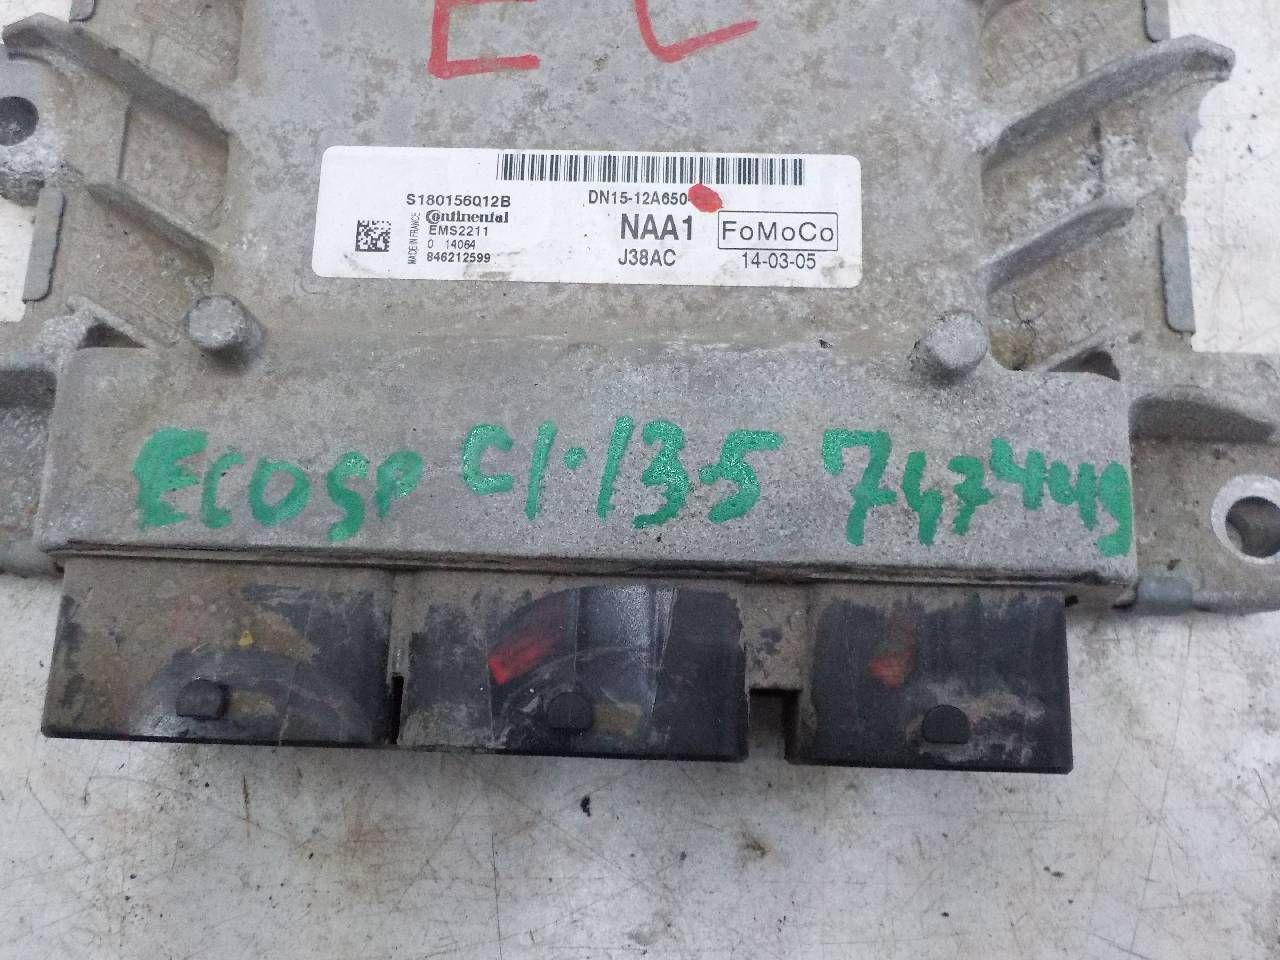 EC
S180156012B
DN15-12A650-
Continental
EMS2211
0 14064
846212599
MADE IN FRANCE
NAA1
FoMoCo
J38AC
14-03-05
ECOSP C1.135 747449